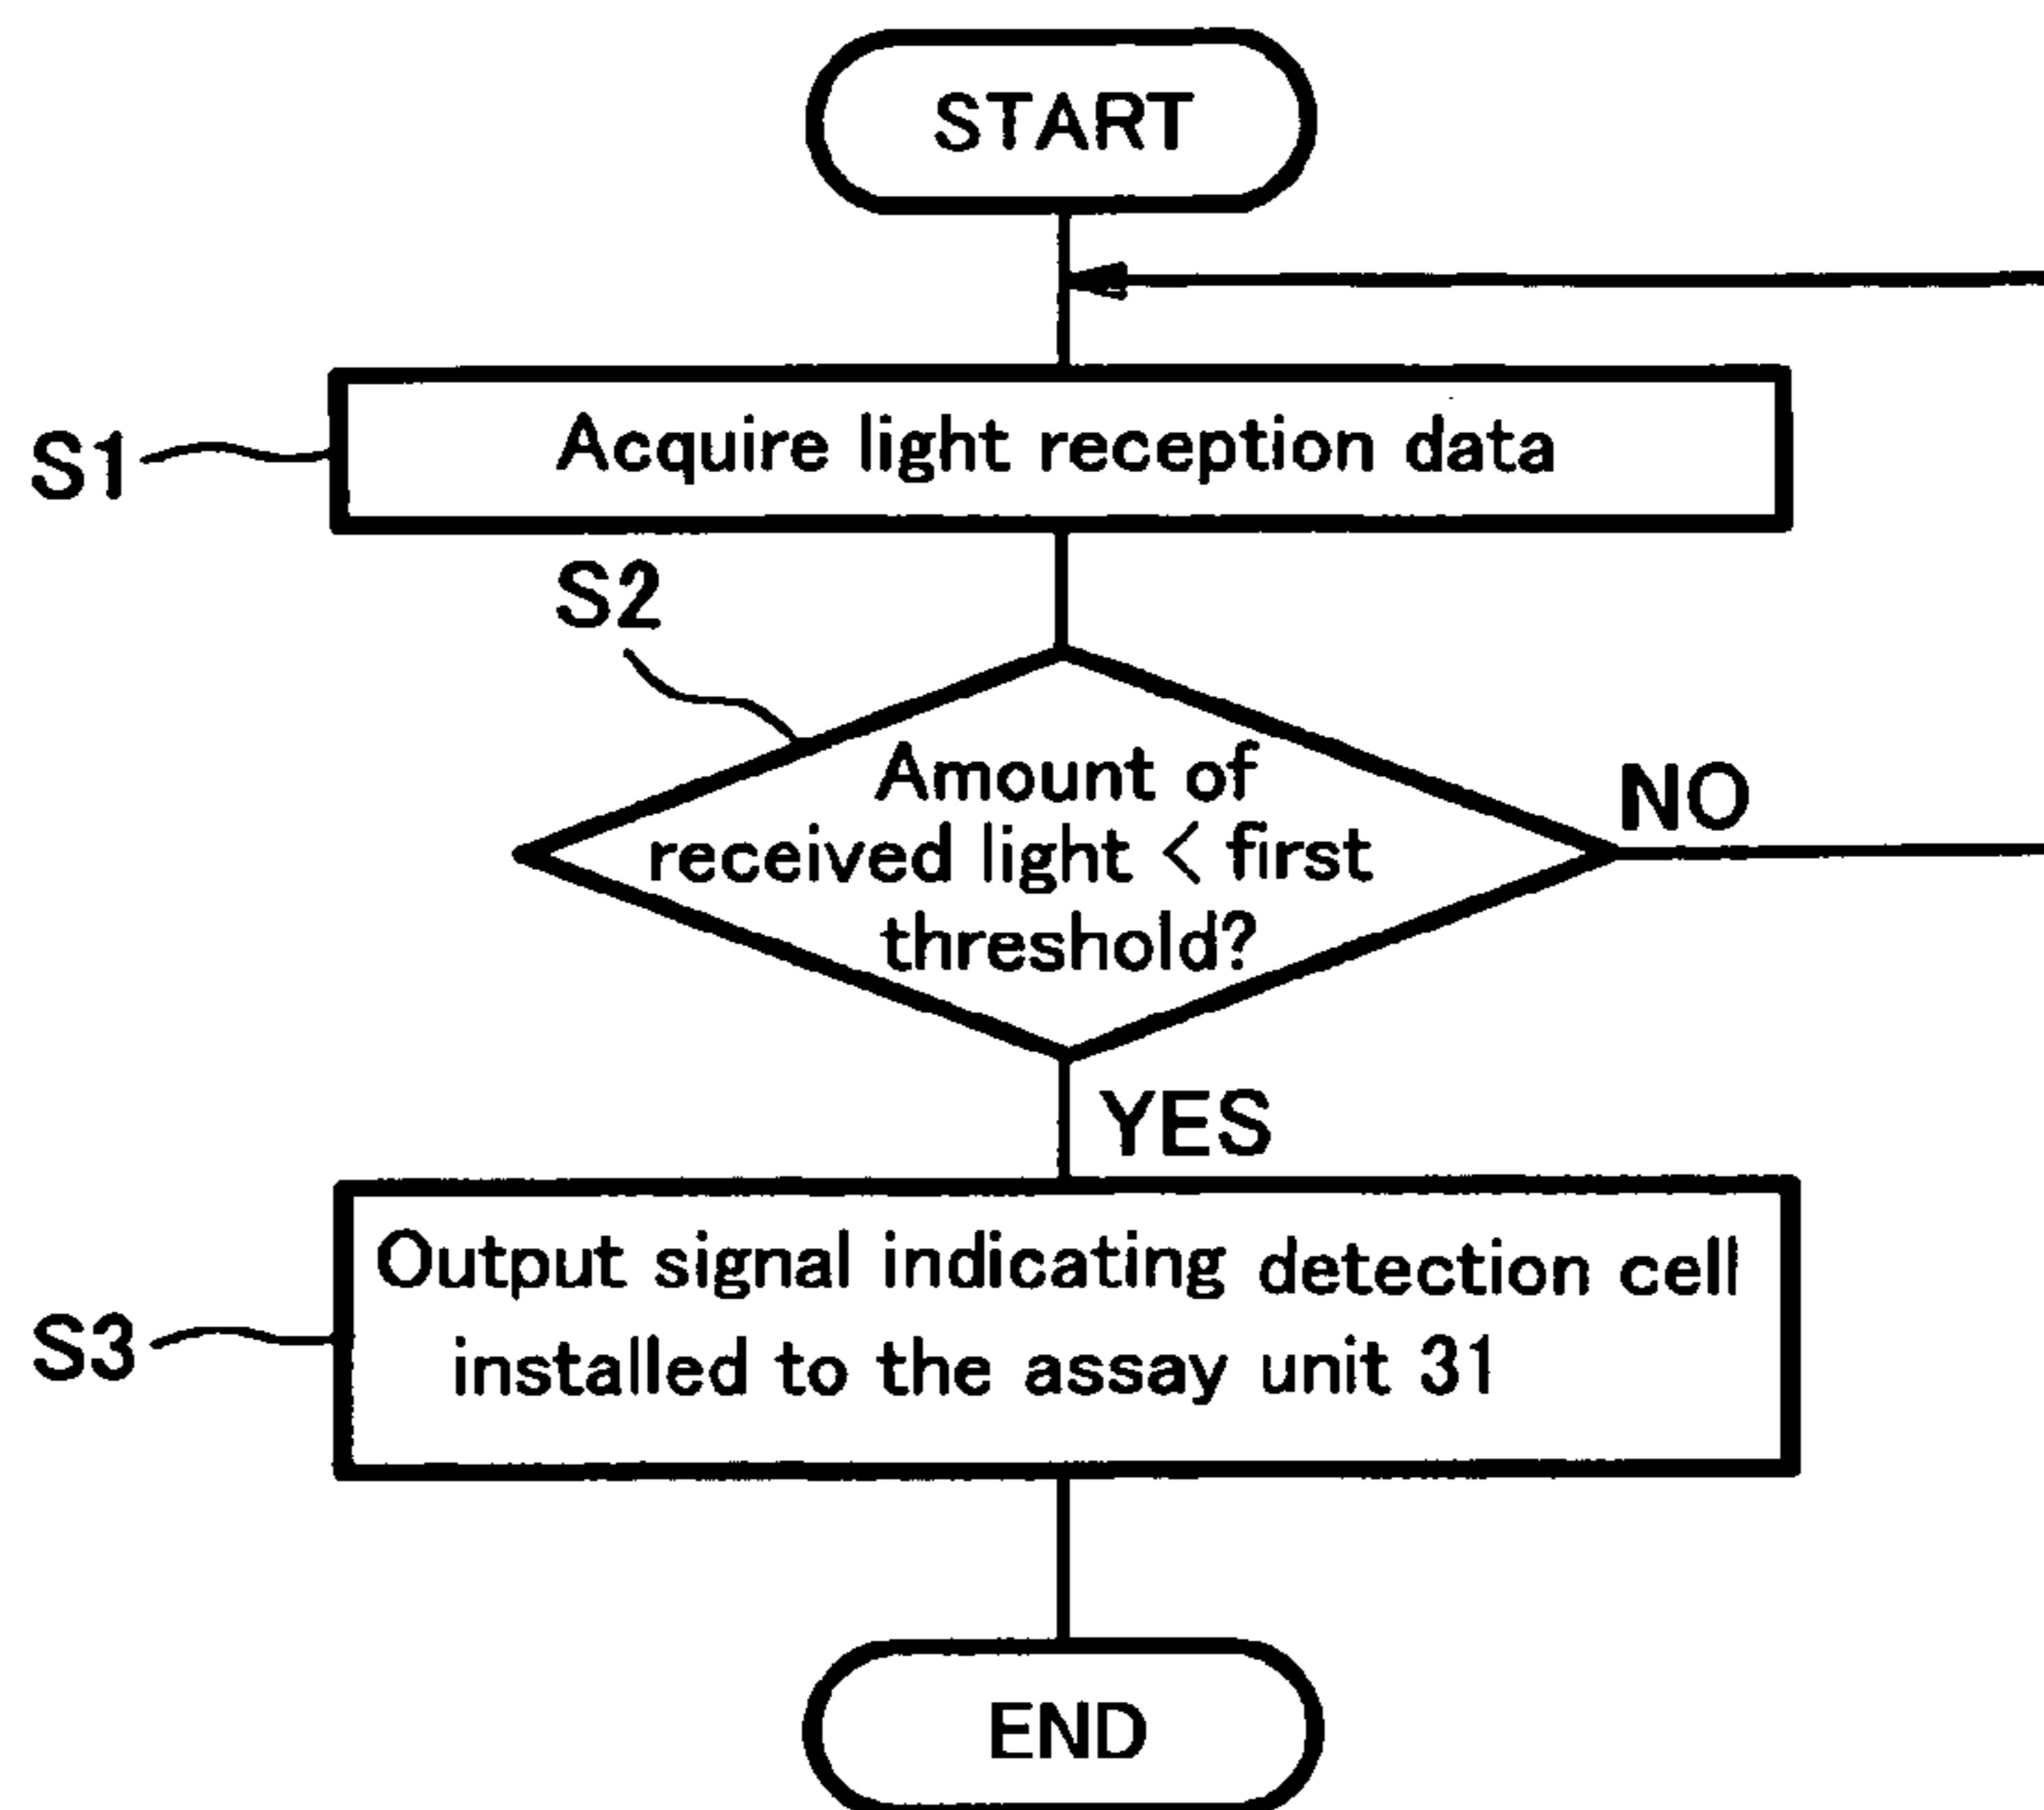 START
S1
Acquire light reception data
S2
Amount of
received light < first
threshold?
NO
YES
S3
Output signal indicating detection cell
installed to the assay unit 31
END